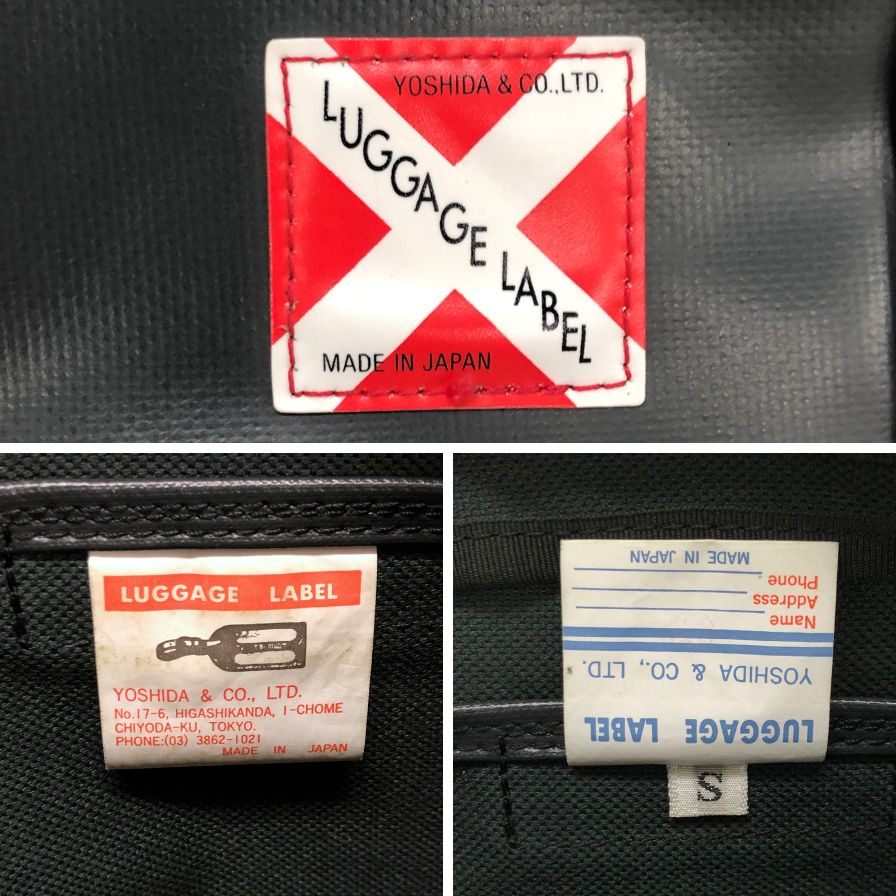 YOSHIDA & CO.,LTD.
LUGGAGE LABEL
MADE IN JAPAN
LUGGAGE LABEL
YOSHIDA & CO., LTD.
No.17-6, HIGASHIKANDA, 1-CHOME
CHIYODA-KU, TOKYO.
PHONE:(03) 3862-1021
MADE IN JAPAN
LUGGAGE LABEL
YOSHIDA & CO., LTD.
Name
Address
Phone
MADE IN JAPAN
S